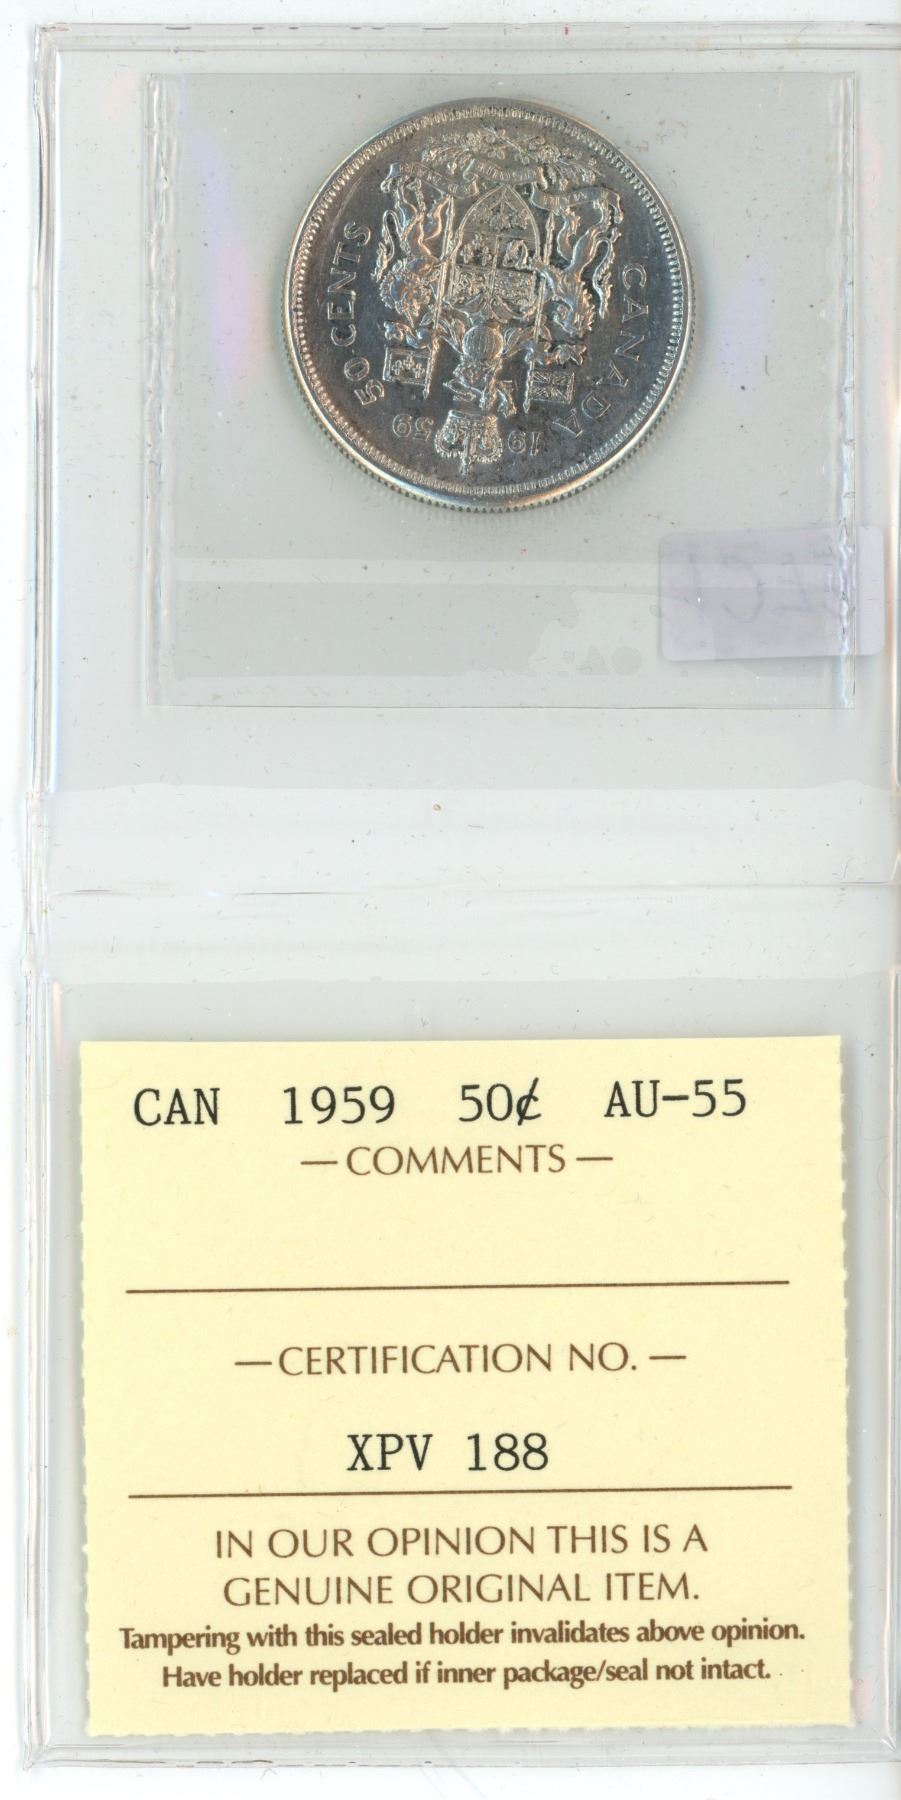 50 CENTS
CANADA
19 59
CAN 1959 50¢ AU-55
— COMMENTS —
— CERTIFICATION NO. —
XPV 188
IN OUR OPINION THIS IS A
GENUINE ORIGINAL ITEM.
Tampering with this sealed holder invalidates above opinion.
Have holder replaced if inner package/seal not intact.